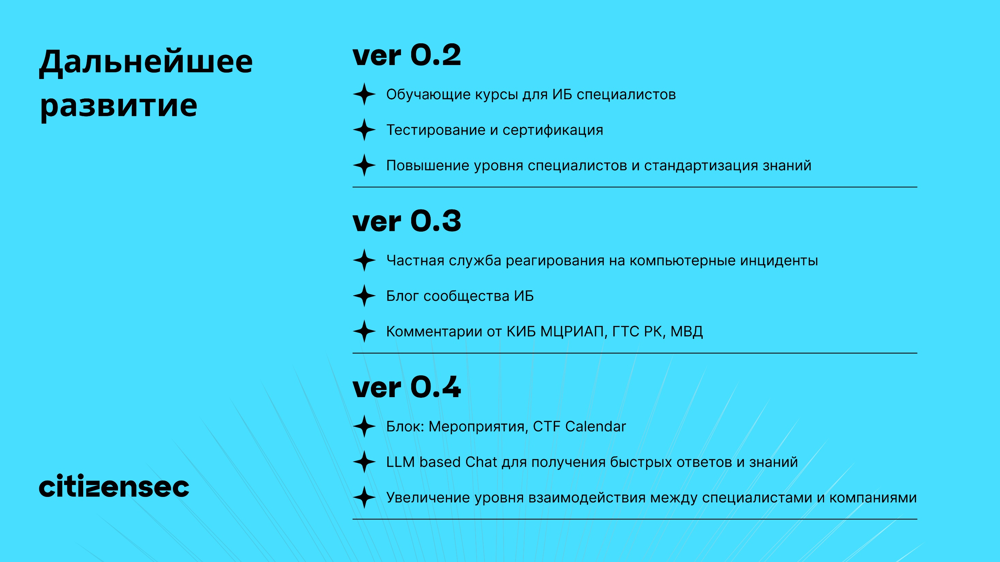 Дальнейшее
развитие
ver 0.2
Обучающие курсы для ИБ специалистов
Тестирование и сертификация
Повышение уровня специалистов и стандартизация знаний
ver 0.3
Частная служба реагирования на компьютерные инциденты
Блог сообщества ИБ
Комментарии от КИБ МЦРИАП, ГТС РК, МВД
ver 0.4
Блок: Мероприятия, CTF Calendar
LLM based Chat для получения быстрых ответов и знаний
Увеличение уровня взаимодействия между специалистами и компаниями
citizensec